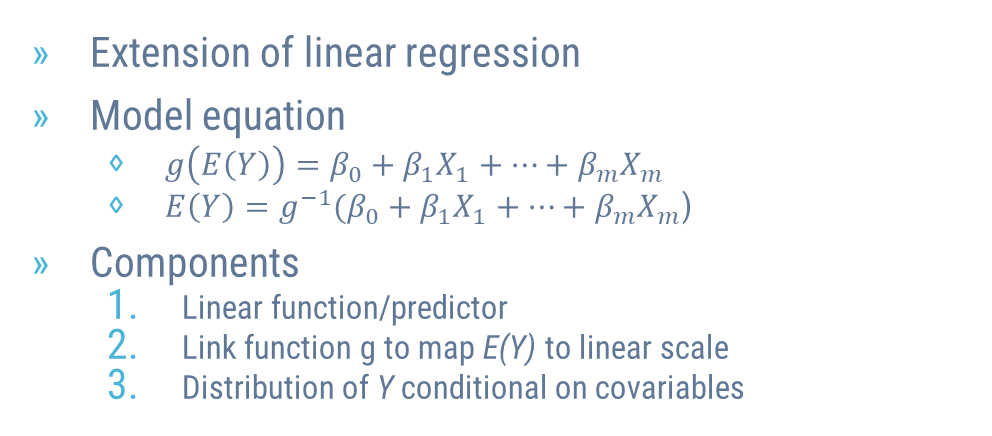 » Extension of linear regression
» Model equation
◊ g(E(Y)) = β₀ + β₁X₁ + ⋯ + βₘXₘ
◊ E(Y) = g⁻¹(β₀ + β₁X₁ + ⋯ + βₘXₘ)
» Components
1. Linear function/predictor
2. Link function g to map E(Y) to linear scale
3. Distribution of Y conditional on covariables